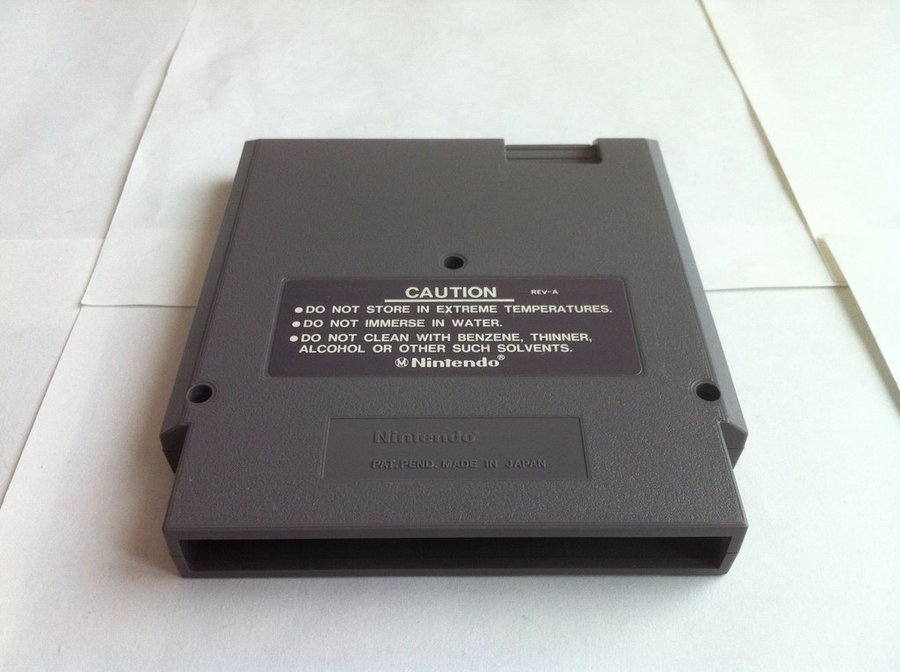 CAUTION REV-A
●DO NOT STORE IN EXTREME TEMPERATURES.
●DO NOT IMMERSE IN WATER.
●DO NOT CLEAN WITH BENZENE, THINNER,
ALCOHOL OR OTHER SUCH SOLVENTS.
Ⓜ Nintendo®
Nintendo®
PAT. PEND. MADE IN JAPAN